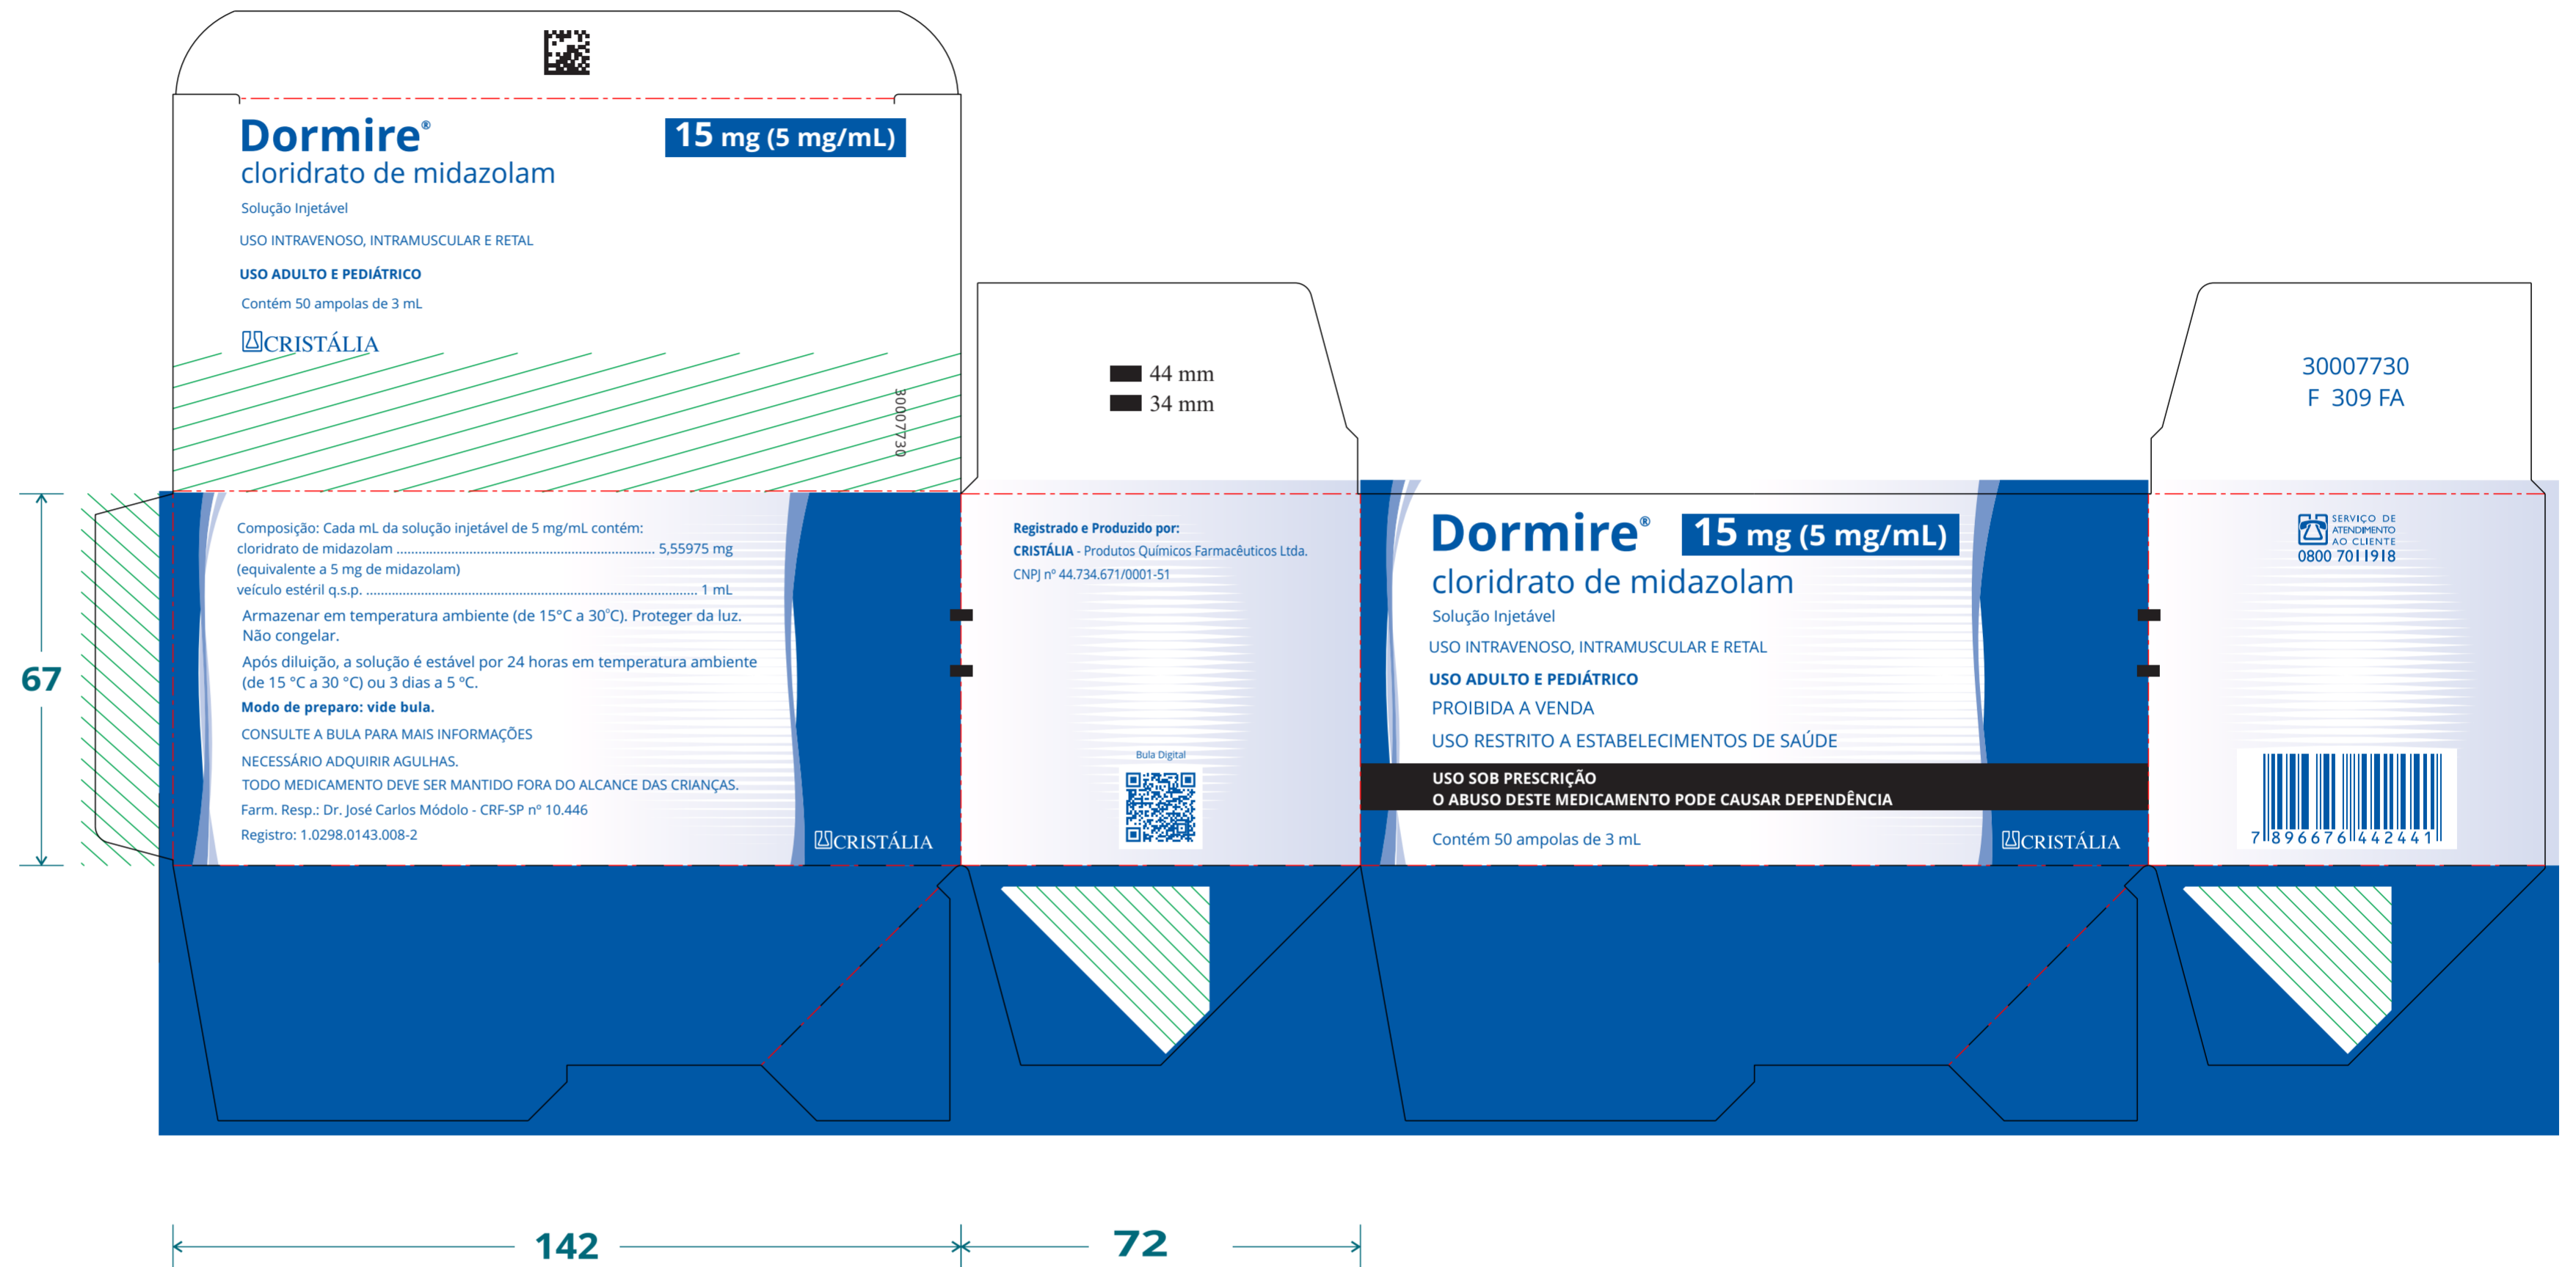 Dormire®
15 mg (5 mg/mL)
cloridrato de midazolam
Solução Injetável
USO INTRAVENOSO, INTRAMUSCULAR E RETAL
USO ADULTO E PEDIÁTRICO
Contém 50 ampolas de 3 mL
CRISTÁLIA
30007730
44 mm
34 mm
30007730
F 309 FA
67
Composição: Cada mL da solução injetável de 5 mg/mL contém:
cloridrato de midazolam ........................................................................ 5,55975 mg
(equivalente a 5 mg de midazolam)
veículo estéril q.s.p. ............................................................................................ 1 mL
Armazenar em temperatura ambiente (de 15°C a 30°C). Proteger da luz.
Não congelar.
Após diluição, a solução é estável por 24 horas em temperatura ambiente
(de 15 °C a 30 °C) ou 3 dias a 5 °C.
Modo de preparo: vide bula.
CONSULTE A BULA PARA MAIS INFORMAÇÕES
NECESSÁRIO ADQUIRIR AGULHAS.
TODO MEDICAMENTO DEVE SER MANTIDO FORA DO ALCANCE DAS CRIANÇAS.
Farm. Resp.: Dr. José Carlos Módolo - CRF-SP nº 10.446
Registro: 1.0298.0143.008-2
CRISTÁLIA
Registrado e Produzido por:
CRISTÁLIA - Produtos Químicos Farmacêuticos Ltda.
CNPJ nº 44.734.671/0001-51
Bula Digital
Dormire®
15 mg (5 mg/mL)
cloridrato de midazolam
Solução Injetável
USO INTRAVENOSO, INTRAMUSCULAR E RETAL
USO ADULTO E PEDIÁTRICO
PROIBIDA A VENDA
USO RESTRITO A ESTABELECIMENTOS DE SAÚDE
USO SOB PRESCRIÇÃO
O ABUSO DESTE MEDICAMENTO PODE CAUSAR DEPENDÊNCIA
Contém 50 ampolas de 3 mL
CRISTÁLIA
SERVIÇO DE
ATENDIMENTO
AO CLIENTE
0800 7011918
7 896676 442441
142
72